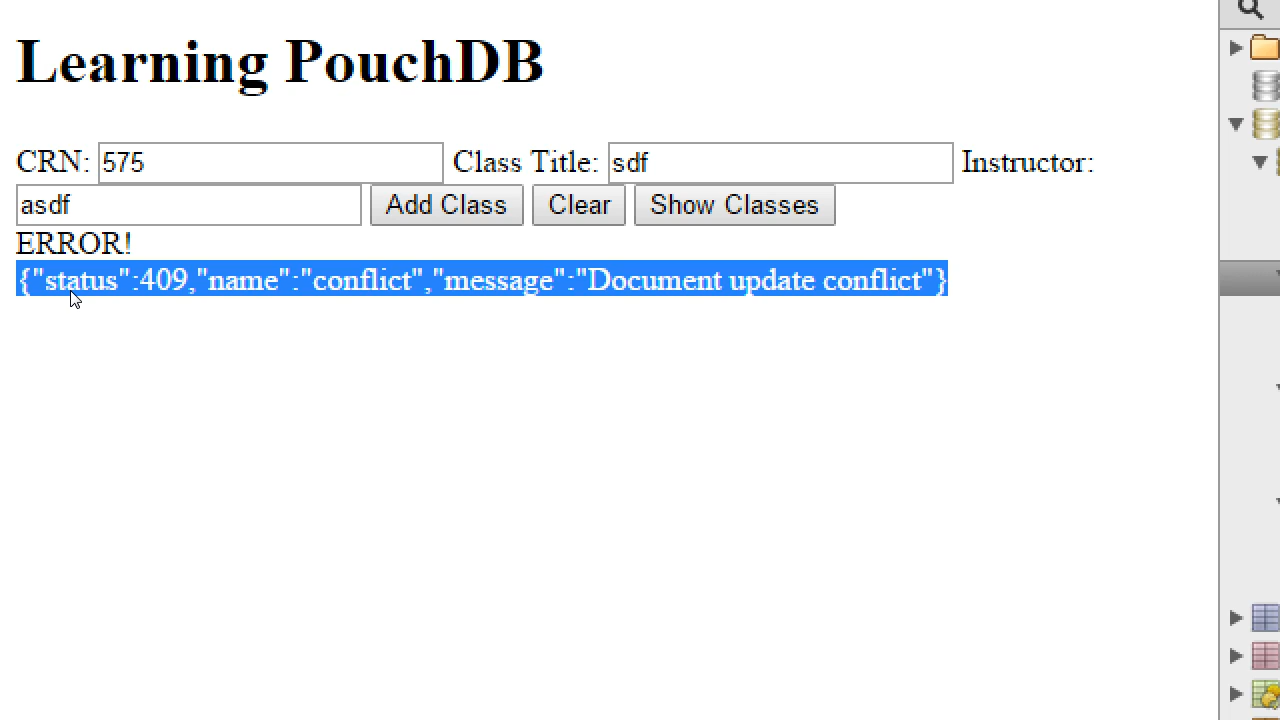 Learning PouchDB
CRN: 575 Class Title: sdf Instructor:
asdf Add Class Clear Show Classes
ERROR!
{"status":409,"name":"conflict","message":"Document update conflict"}